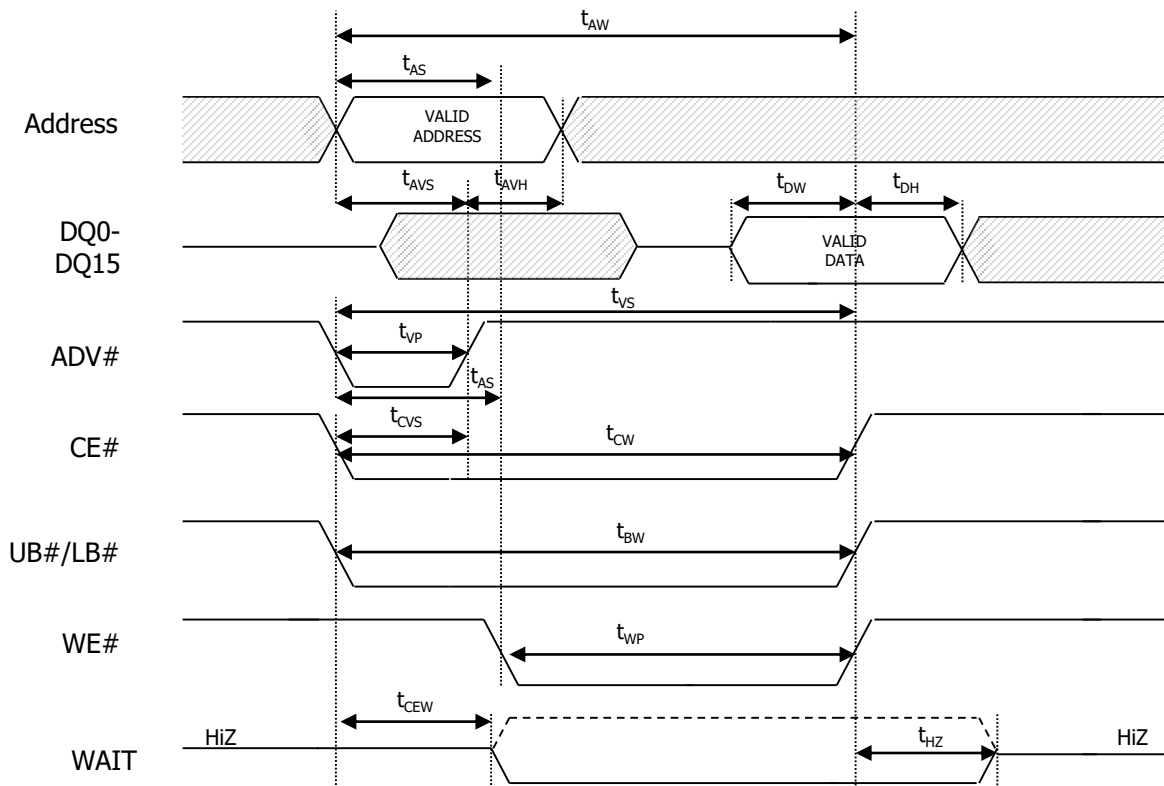 tAW
tAS
Address
VALID
ADDRESS
tAVS
tAVH
tDW
tDH
DQ0-
DQ15
VALID
DATA
tVS
ADV#
tVP
tAS
CE#
tCVS
tCW
UB#/LB#
tBW
WE#
tWP
tCEW
WAIT
HiZ
tHZ
HiZ